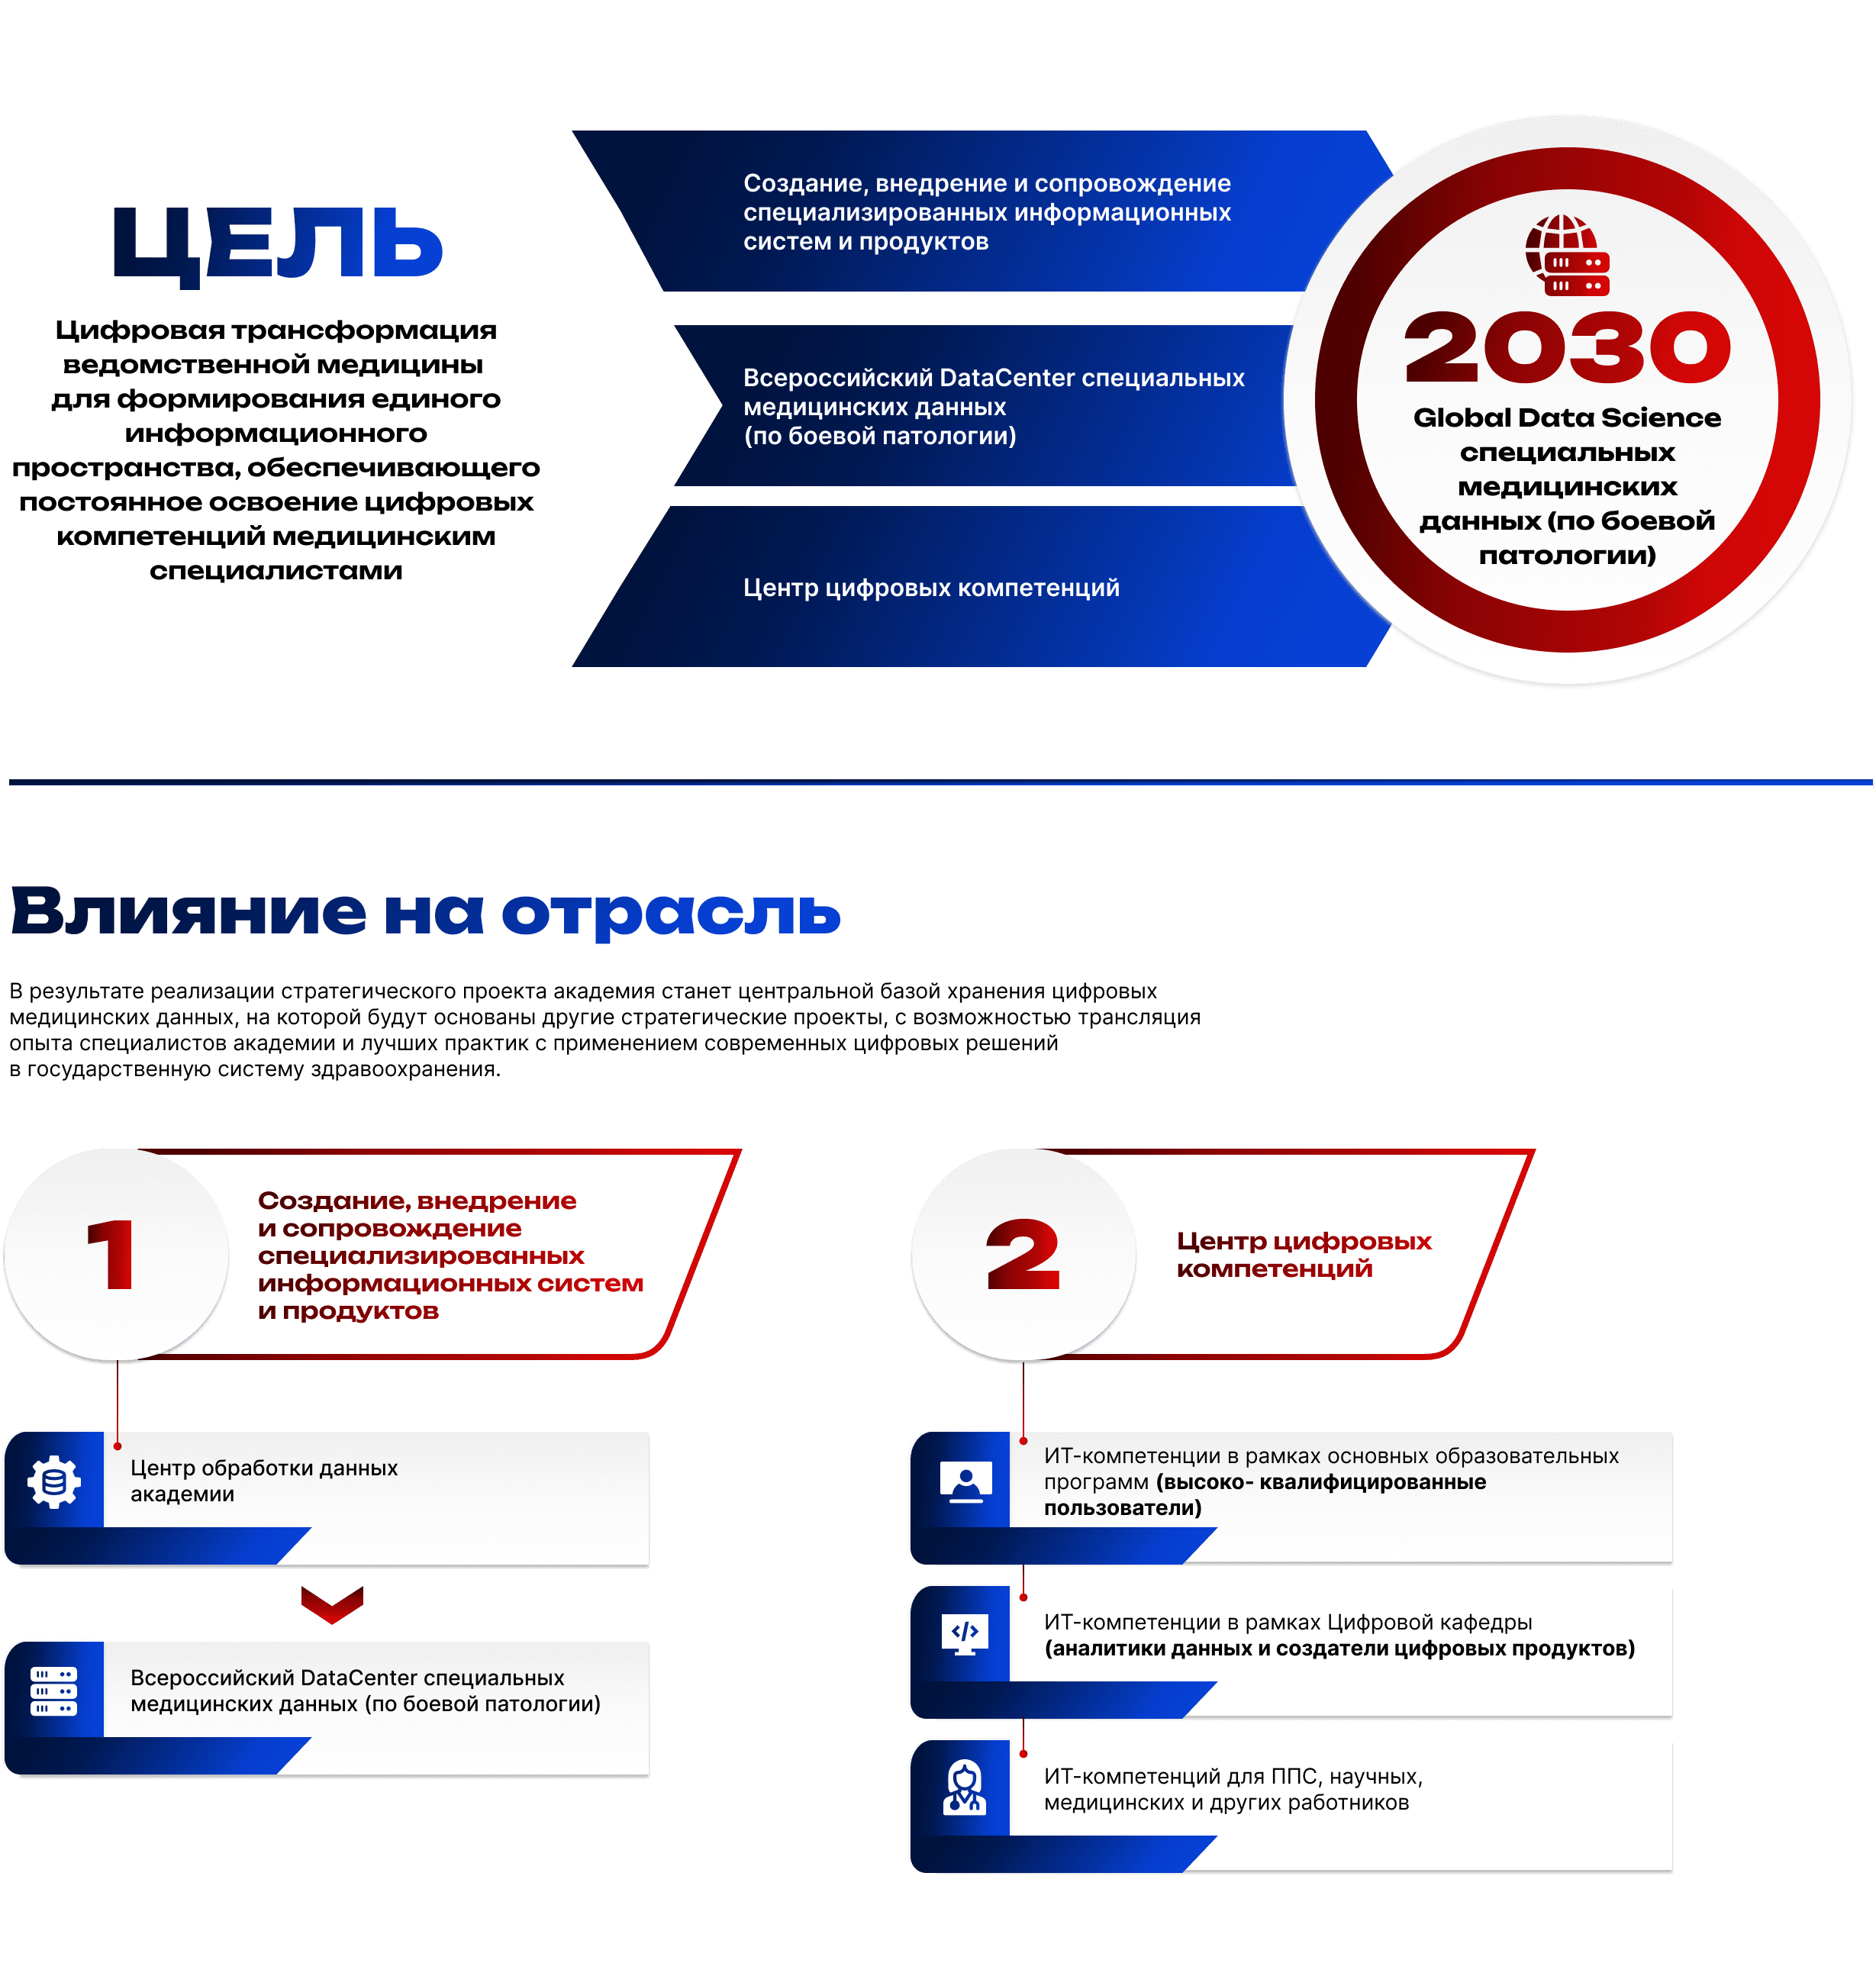 ЦЕЛЬ
Цифровая трансформация
ведомственной медицины
для формирования единого
информационного
пространства, обеспечивающего
постоянное освоение цифровых
компетенций медицинским
специалистами
Создание, внедрение и сопровождение
специализированных информационных
систем и продуктов
Всероссийский DataCenter специальных
медицинских данных
(по боевой патологии)
Центр цифровых компетенций
2030
Global Data Science
специальных
медицинских
данных (по боевой
патологии)
Влияние на отрасль
В результате реализации стратегического проекта академия станет центральной базой хранения цифровых
медицинских данных, на которой будут основаны другие стратегические проекты, с возможностью трансляция
опыта специалистов академии и лучших практик с применением современных цифровых решений
в государственную систему здравоохранения.
1
Создание, внедрение
и сопровождение
специализированных
информационных систем
и продуктов
Центр обработки данных
академии
Всероссийский DataCenter специальных
медицинских данных (по боевой патологии)
2
Центр цифровых
компетенций
ИТ-компетенции в рамках основных образовательных
программ (высоко- квалифицированные
пользователи)
ИТ-компетенции в рамках Цифровой кафедры
(аналитики данных и создатели цифровых продуктов)
ИТ-компетенций для ППС, научных,
медицинских и других работников